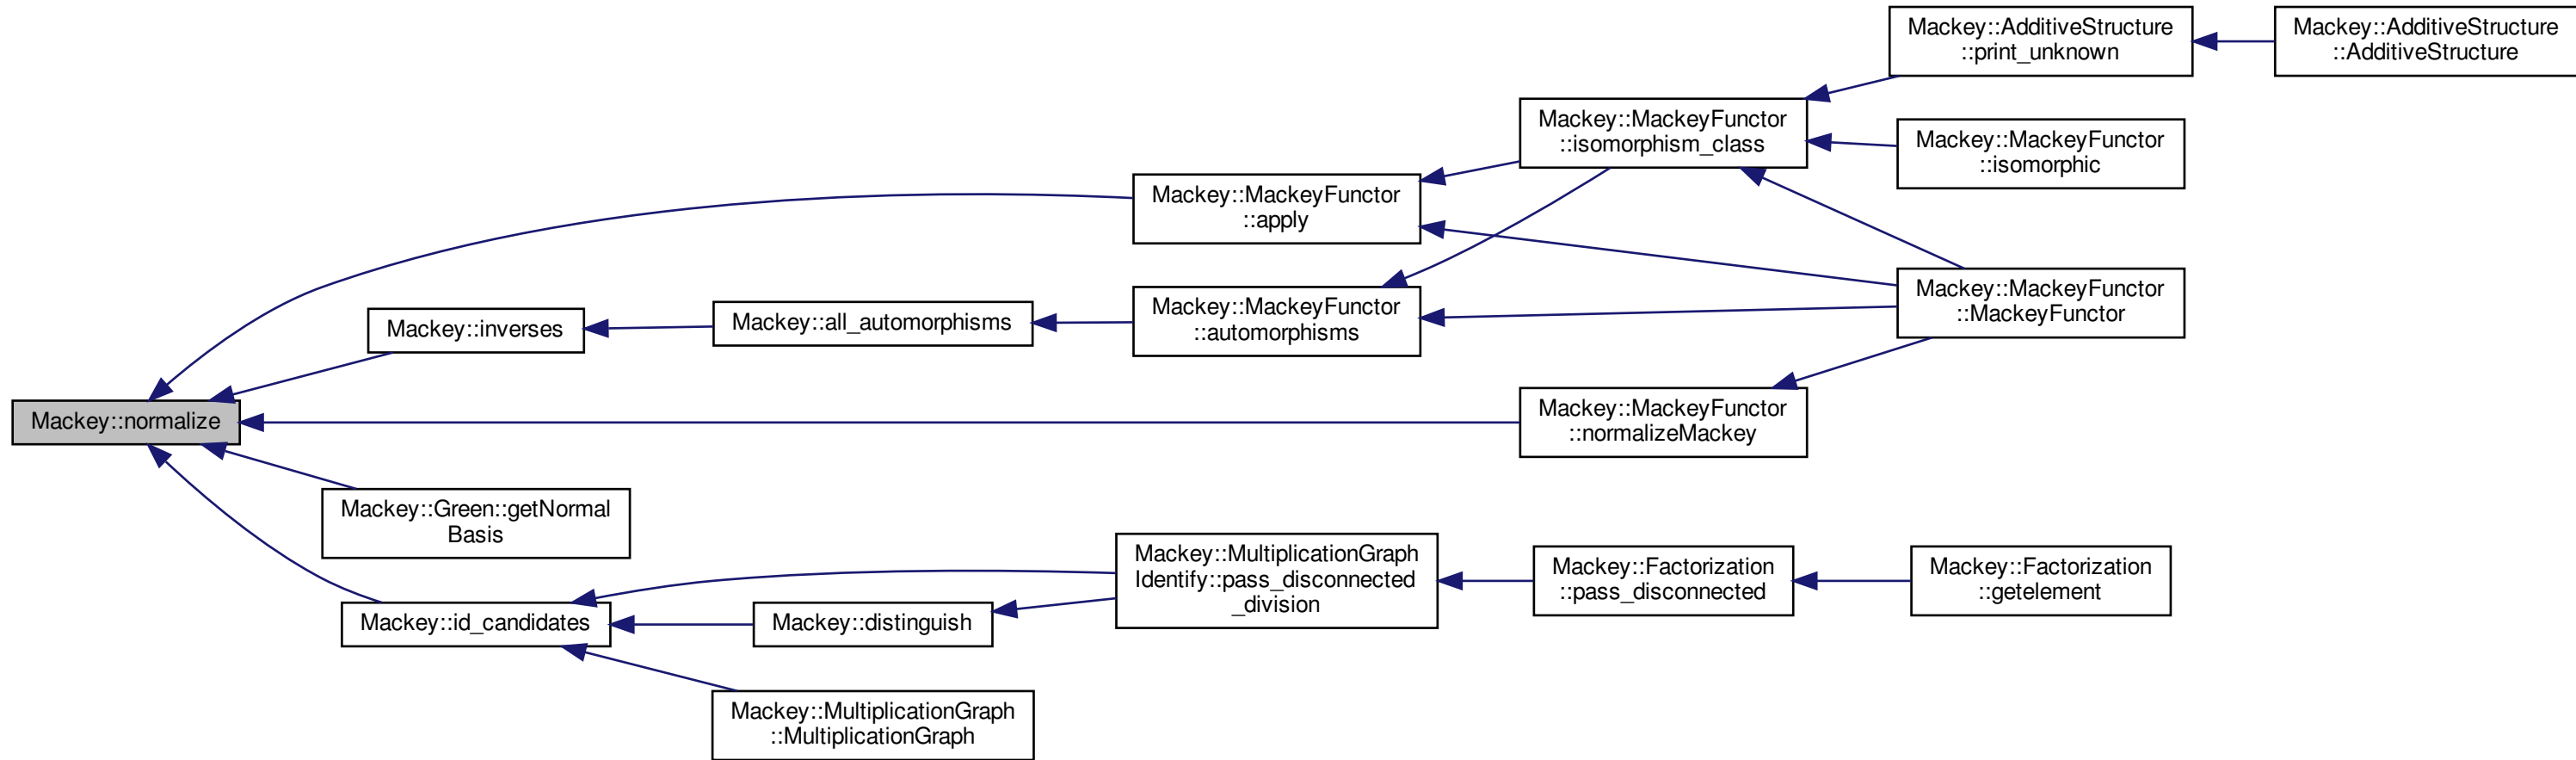 Mackey::normalize
Mackey::MackeyFunctor
::apply
Mackey::inverses
Mackey::all_automorphisms
Mackey::MackeyFunctor
::automorphisms
Mackey::MackeyFunctor
::isomorphism_class
Mackey::AdditiveStructure
::print_unknown
Mackey::AdditiveStructure
::AdditiveStructure
Mackey::MackeyFunctor
::isomorphic
Mackey::MackeyFunctor
::MackeyFunctor
Mackey::MackeyFunctor
::normalizeMackey
Mackey::Green::getNormal
Basis
Mackey::id_candidates
Mackey::distinguish
Mackey::MultiplicationGraph
Identify::pass_disconnected
_division
Mackey::Factorization
::pass_disconnected
Mackey::Factorization
::getelement
Mackey::MultiplicationGraph
::MultiplicationGraph